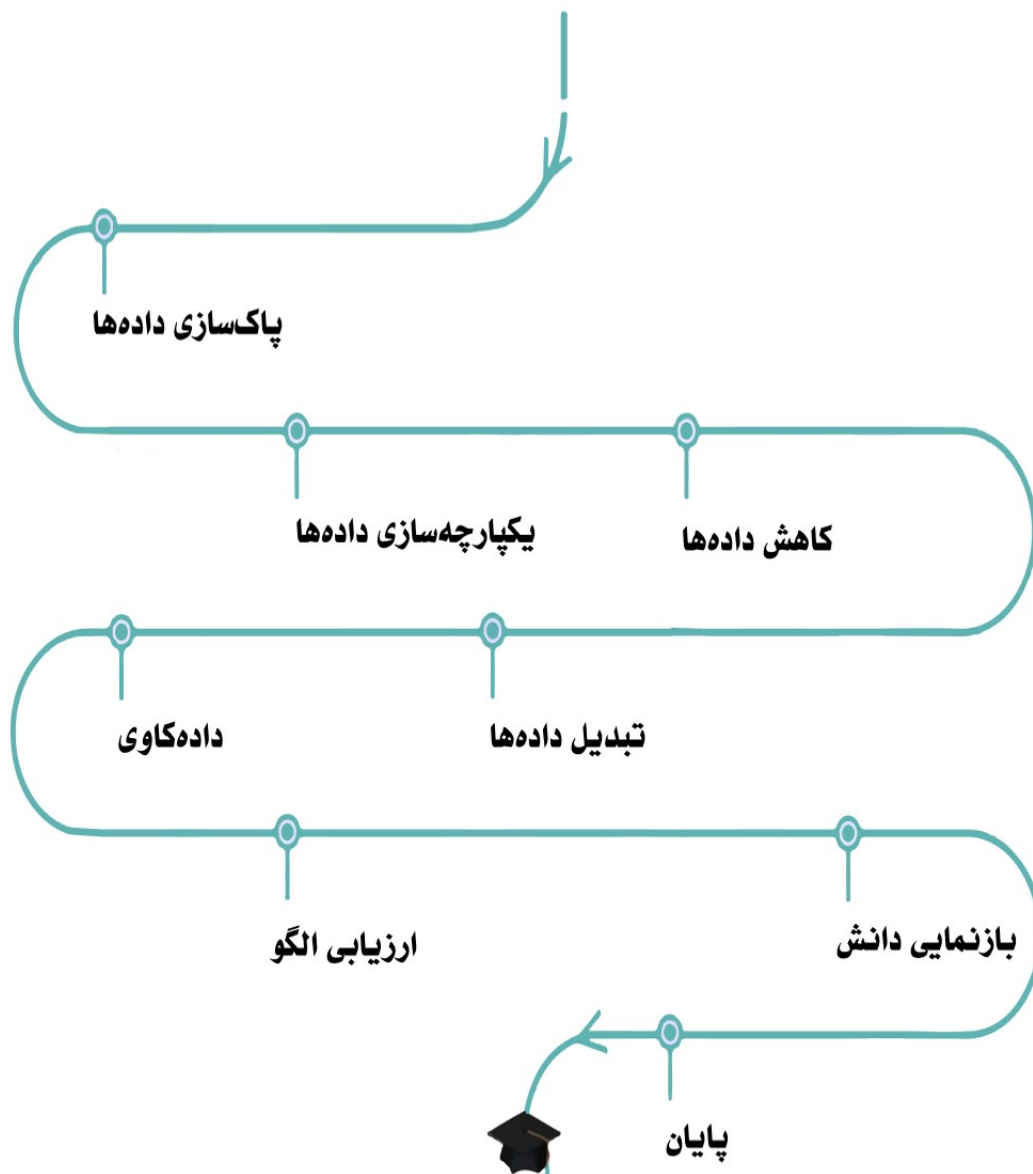 پاک‌سازی داده‌ها
یکپارچه‌سازی داده‌ها
کاهش داده‌ها
تبدیل داده‌ها
داده‌کاوی
ارزیابی الگو
بازنمایی دانش
پایان